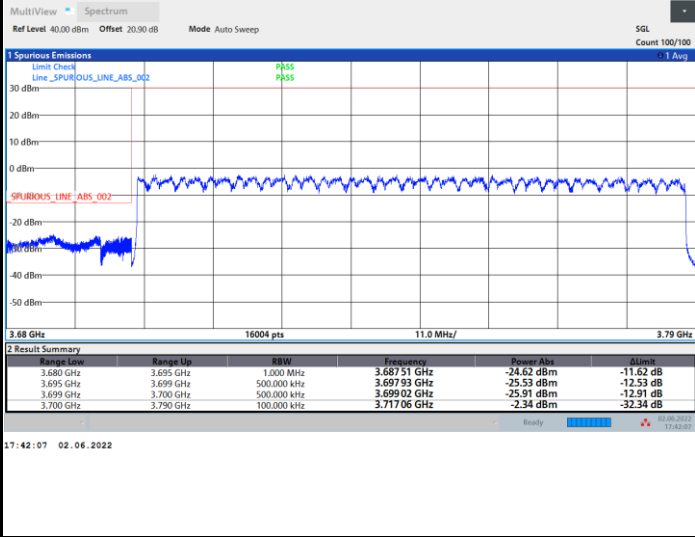 MultiView Spectrum
Ref Level 40.00 dBm Offset 20.90 dB Mode Auto Sweep SGL
Count 100/100
1 Spurious Emissions 1 Avg
Limit Check PASS
Line _SPURIOUS_LINE_ABS_002 PASS
30 dBm
20 dBm
10 dBm
0 dBm
SPURIOUS_LINE_ABS_002
-20 dBm
-30 dBm
-40 dBm
-50 dBm
3.68 GHz 16004 pts 11.0 MHz/ 3.79 GHz
2 Result Summary
Range Low Range Up RBW Frequency Power Abs ΔLimit
3.680 GHz 3.695 GHz 1.000 MHz 3.687 51 GHz -24.62 dBm -11.62 dB
3.695 GHz 3.699 GHz 500.000 kHz 3.697 93 GHz -25.53 dBm -12.53 dB
3.699 GHz 3.700 GHz 500.000 kHz 3.699 02 GHz -25.91 dBm -12.91 dB
3.700 GHz 3.790 GHz 100.000 kHz 3.717 06 GHz -2.34 dBm -32.34 dB
Ready 02.06.2022
17:42:07
17:42:07 02.06.2022